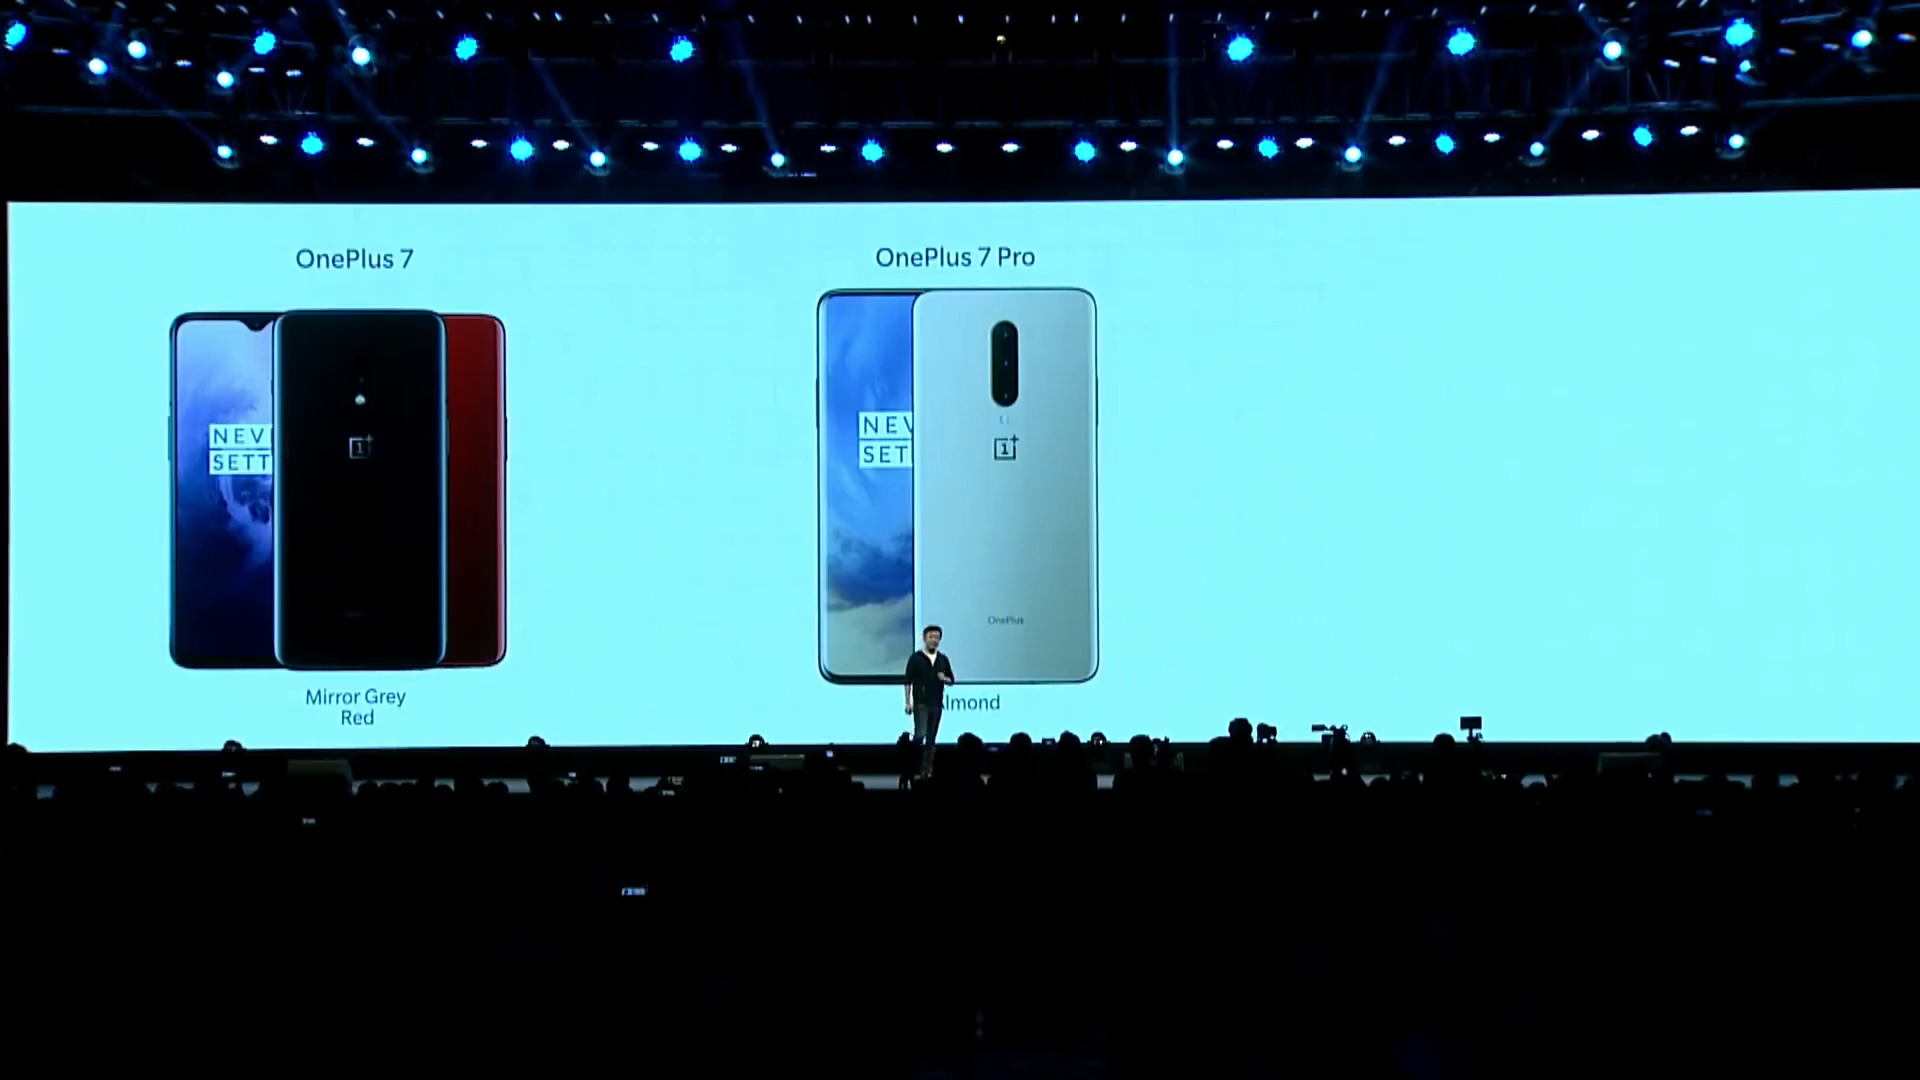 OnePlus 7
OnePlus 7 Pro
NEV
SETT
NEV
SET
OnePlus
Mirror Grey
Red
lmond